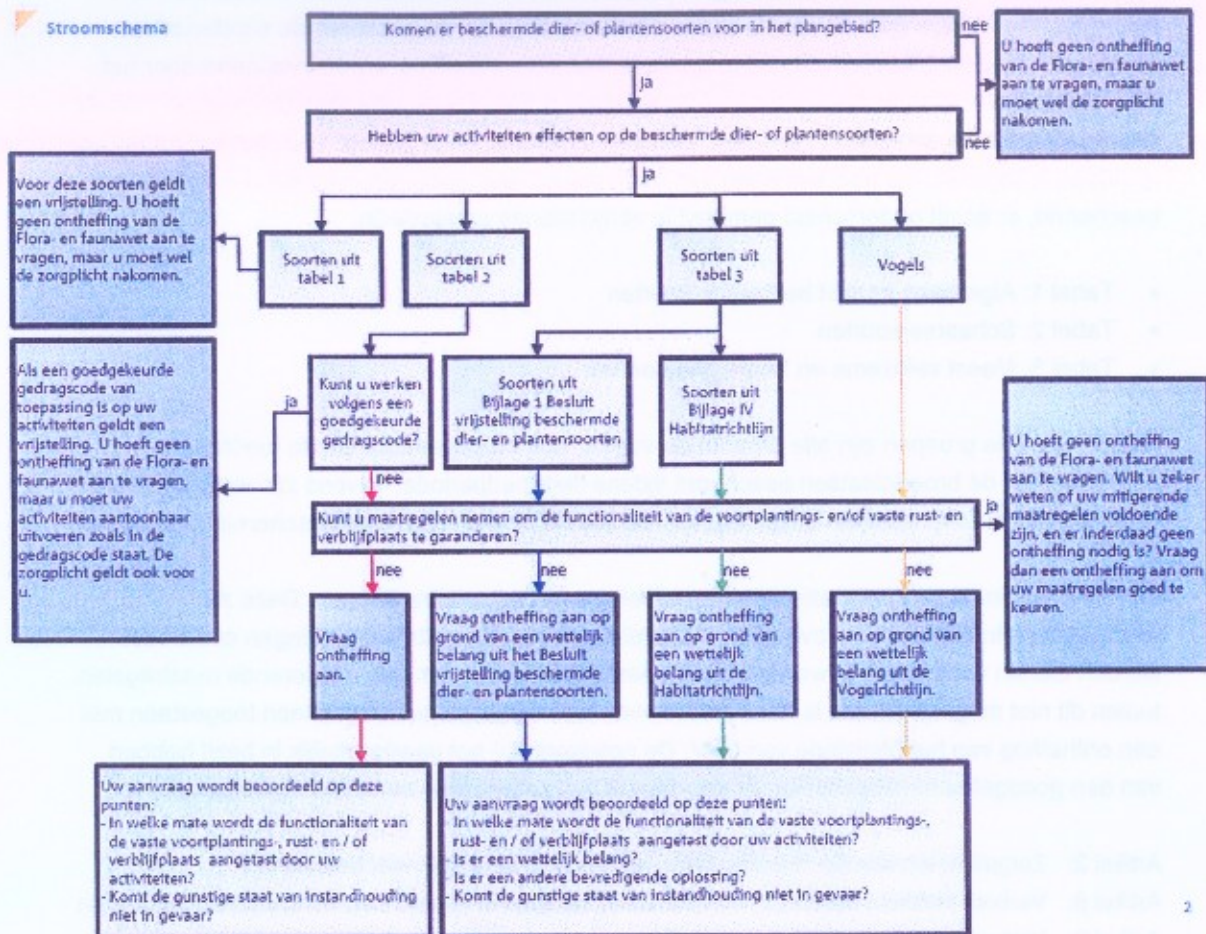 Stroomschema
Komen er beschermde dier- of plantensoorten voor in het plangebied?
nee
U hoeft geen ontheffing
van de Flora- en faunawet
aan te vragen, maar u
moet wel de zorgplicht
nakomen.
ja
Hebben uw activiteiten effecten op de beschermde dier- of plantensoorten?
nee
ja
Voor deze soorten geldt
een vrijstelling. U hoeft
geen ontheffing van de
Flora- en faunawet aan te
vragen, maar u moet wel
de zorgplicht nakomen.
Soorten uit
tabel 1
Soorten uit
tabel 2
Soorten uit
tabel 3
Vogels
Als een goedgekeurde
gedragscode van
toepassing is op uw
activiteiten geldt een
vrijstelling. U hoeft geen
ontheffing van de Flora- en
faunawet aan te vragen,
maar u moet uw
activiteiten aantoonbaar
uitvoeren zoals in de
gedragscode staat. De
zorgplicht geldt ook voor
u.
ja
Kunt u werken
volgens een
goedgekeurde
gedragscode?
Soorten uit
Bijlage 1 Besluit
vrijstelling beschermde
dier- en plantensoorten
Soorten uit
Bijlage IV
Habitatrichtlijn
nee
Kunt u maatregelen nemen om de functionaliteit van de voortplantings- en/of vaste rust- en
verblijfplaats te garanderen?
ja
U hoeft geen ontheffing
van de Flora- en faunawet
aan te vragen. Wilt u zeker
weten of uw mitigerende
maatregelen voldoende
zijn, en er inderdaad geen
ontheffing nodig is? Vraag
dan een ontheffing aan om
uw maatregelen goed te
keuren.
nee
nee
nee
nee
Vraag
ontheffing
aan.
Vraag ontheffing aan op
grond van een wettelijk
belang uit het Besluit
vrijstelling beschermde
dier- en plantensoorten.
Vraag ontheffing
aan op grond van
een wettelijk
belang uit de
Habitatrichtlijn.
Vraag ontheffing
aan op grond van
een wettelijk
belang uit de
Vogelrichtlijn.
Uw aanvraag wordt beoordeeld op deze
punten:
- In welke mate wordt de functionaliteit van
de vaste voortplantings-, rust- en / of
verblijfplaats aangetast door uw
activiteiten?
- Komt de gunstige staat van instandhouding
niet in gevaar?
Uw aanvraag wordt beoordeeld op deze punten:
- In welke mate wordt de functionaliteit van de vaste voortplantings-,
rust- en / of verblijfplaats aangetast door uw activiteiten?
- Is er een wettelijk belang?
- Is er een andere bevredigende oplossing?
- Komt de gunstige staat van instandhouding niet in gevaar?
2